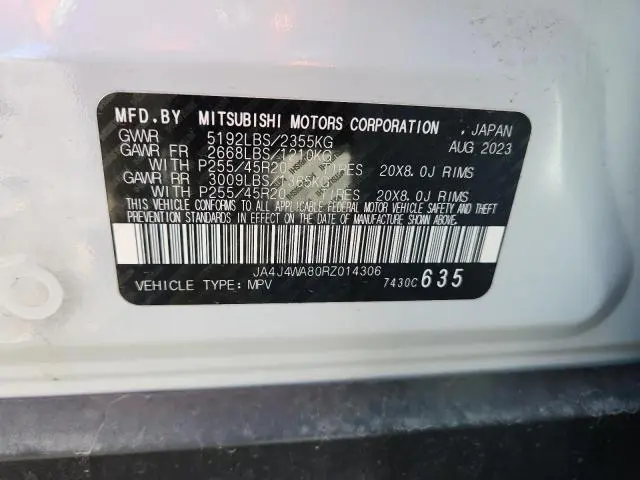 MFD.BY MITSUBISHI MOTORS CORPORATION , JAPAN
GVWR 5192LBS/2355KG AUG 2023
GAWR FR 2668LBS/1210KG
WITH P255/45R20 TIRES 20X8.0J RIMS
GAWR RR 3009LBS/1365KG
WITH P255/45R20 TIRES 20X8.0J RIMS
THIS VEHICLE CONFORMS TO ALL APPLICABLE FEDERAL MOTOR VEHICLE SAFETY AND THEFT
PREVENTION STANDARDS IN EFFECT ON THE DATE OF MANUFACTURE SHOWN ABOVE.
JA4J4WA80RZ014306
VEHICLE TYPE: MPV 7430C 635